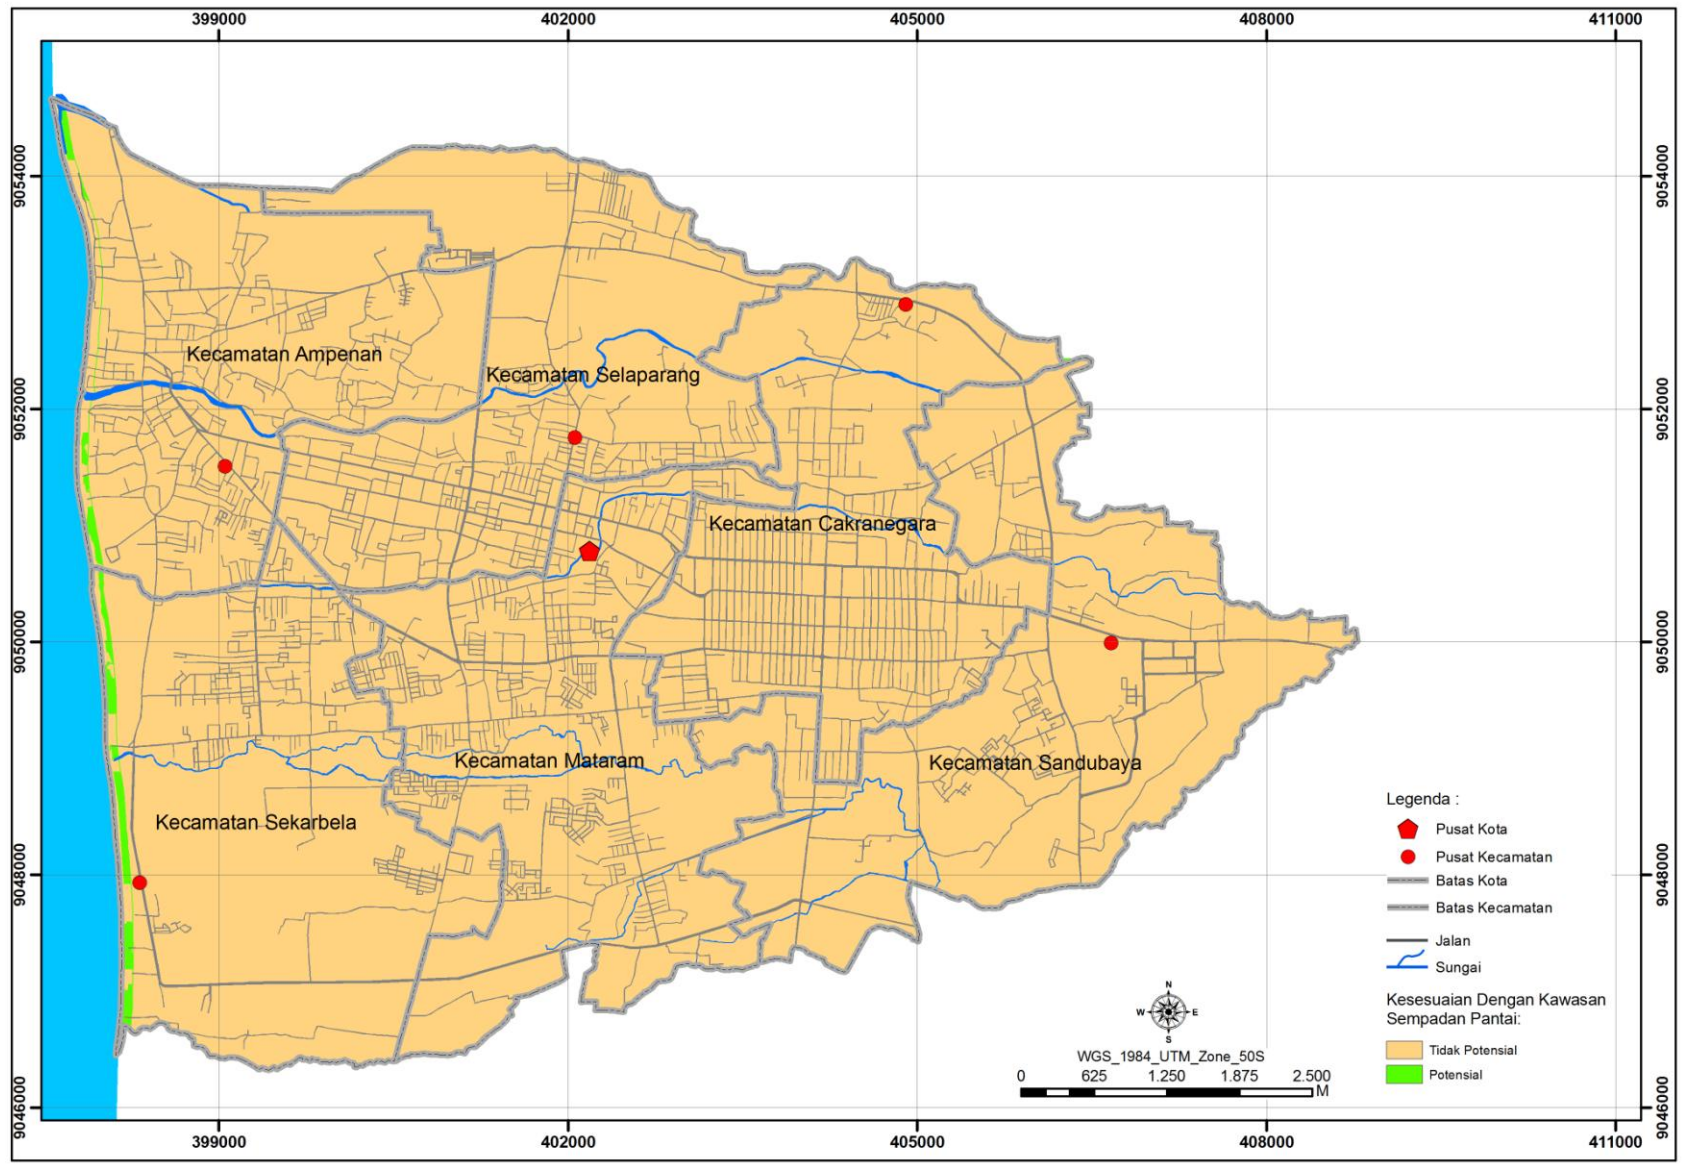 399000
402000
405000
408000
411000
9054000
9054000
Kecamatan Ampenan
Kecamatan Selaparang
9052000
9052000
Kecamatan Cakranegara
9050000
9050000
Kecamatan Mataram
Kecamatan Sandubaya
Kecamatan Sekarbela
9048000
9048000
Legenda :
Pusat Kota
Pusat Kecamatan
Batas Kota
Batas Kecamatan
Jalan
Sungai
Kesesuaian Dengan Kawasan
Sempadan Pantai:
Tidak Potensial
Potensial
N
W
E
S
WGS_1984_UTM_Zone_50S
0 625 1.250 1.875 2.500
M
9046000
9046000
399000
402000
405000
408000
411000